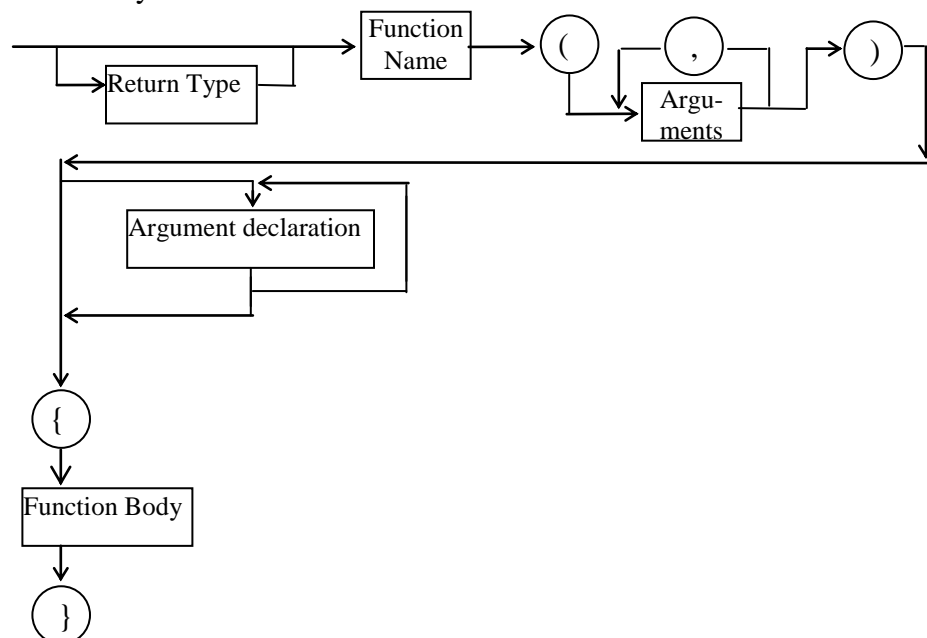 Function
Name
(
,
)
Return Type
Argu-
ments
Argument declaration
{
Function Body
}